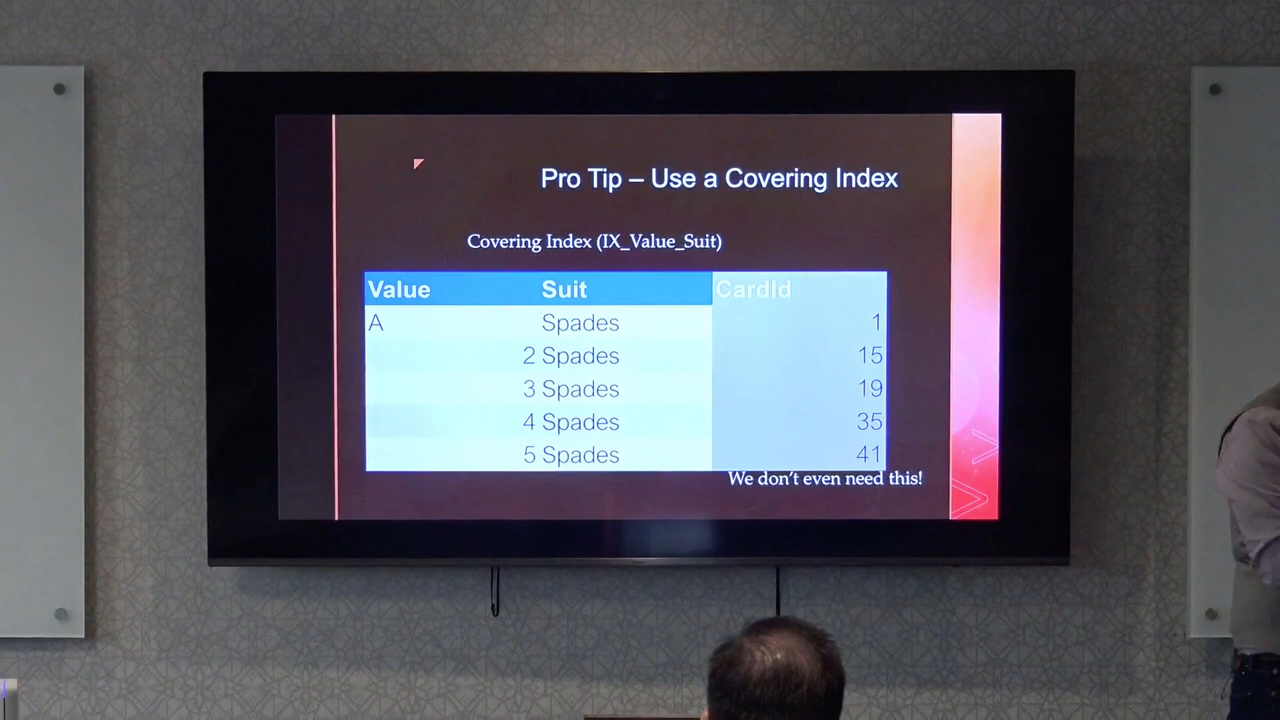 Pro Tip – Use a Covering Index
Covering Index (IX_Value_Suit)
Value Suit CardId
A Spades 1
2 Spades 15
3 Spades 19
4 Spades 35
5 Spades 41
We don't even need this!